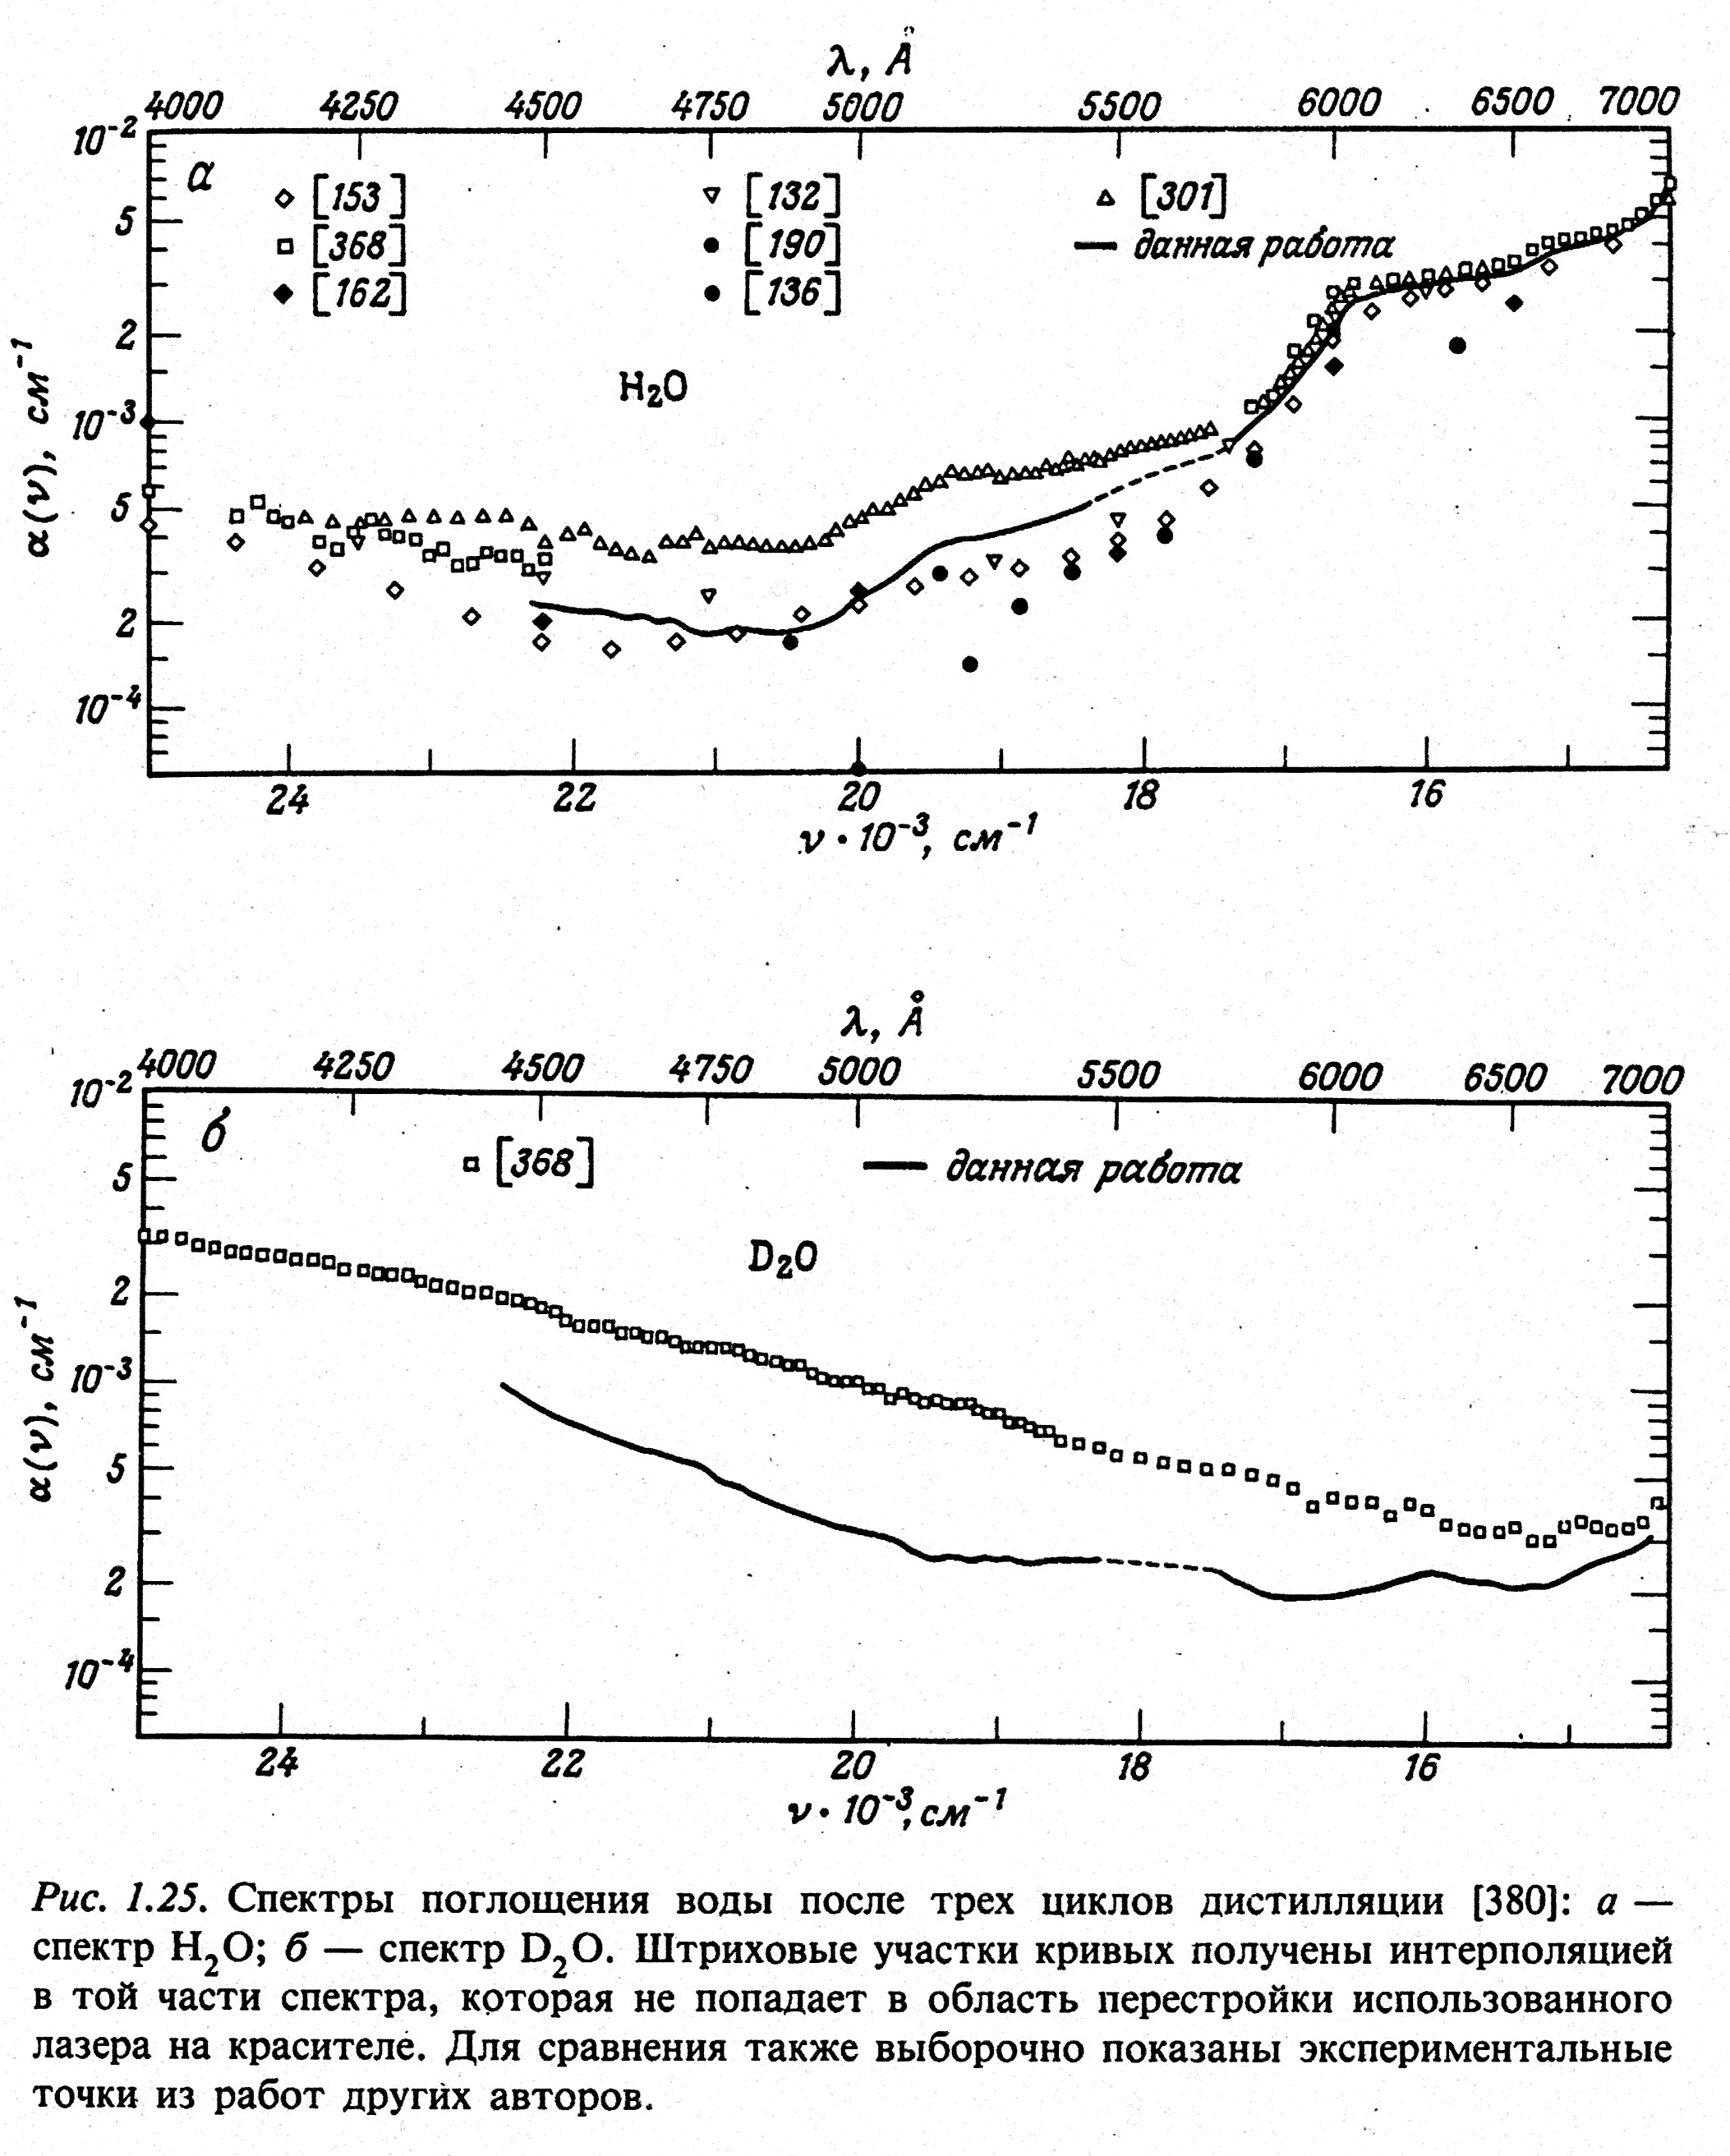 λ, Å
4000 4250 4500 4750 5000 5500 6000 6500 7000
10⁻²
а
◇ [153] ▽ [132] △ [301]
□ [368] ● [190] — данная работа
◆ [162] ● [136]
5
2
H₂O
10⁻³
5
2
10⁻⁴
α(ν), см⁻¹
24 22 20 18 16
ν · 10⁻³, см⁻¹
λ, Å
4000 4250 4500 4750 5000 5500 6000 6500 7000
10⁻²
б
□ [368] — данная работа
5
D₂O
2
10⁻³
5
2
10⁻⁴
α(ν), см⁻¹
24 22 20 18 16
ν · 10⁻³, см⁻¹
Рис. 1.25. Спектры поглощения воды после трех циклов дистилляции [380]: а —
спектр H₂O; б — спектр D₂O. Штриховые участки кривых получены интерполяцией
в той части спектра, которая не попадает в область перестройки использованного
лазера на красителе. Для сравнения также выборочно показаны экспериментальные
точки из работ других авторов.